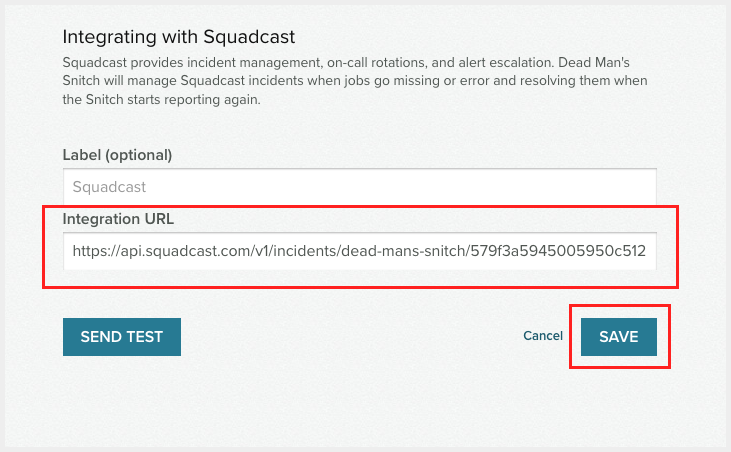 Integrating with Squadcast
Squadcast provides incident management, on-call rotations, and alert escalation. Dead Man's
Snitch will manage Squadcast incidents when jobs go missing or error and resolving them when
the Snitch starts reporting again.
Label (optional)
Squadcast
Integration URL
https://api.squadcast.com/v1/incidents/dead-mans-snitch/579f3a5945005950c512
SEND TEST
Cancel
SAVE